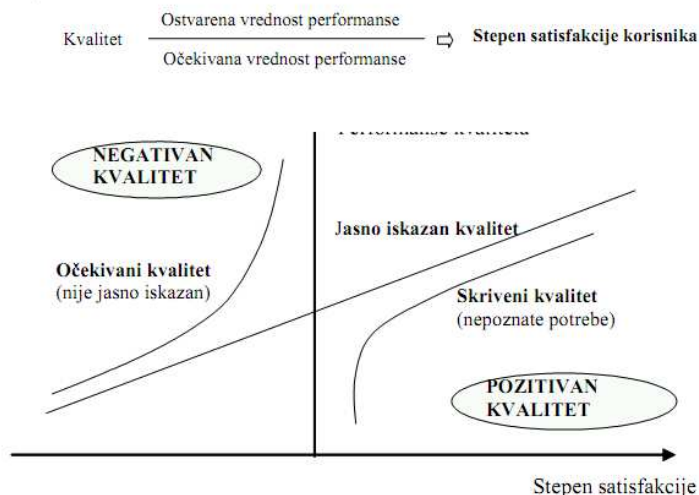 Ostvarena vrednost performanse
Kvalitet
Očekivana vrednost performanse
Stepen satisfakcije korisnika
NEGATIVAN
KVALITET
Jasno iskazan kvalitet
Očekivani kvalitet
(nije jasno iskazan)
Skriveni kvalitet
(nepoznate potrebe)
POZITIVAN
KVALITET
Stepen satisfakcije